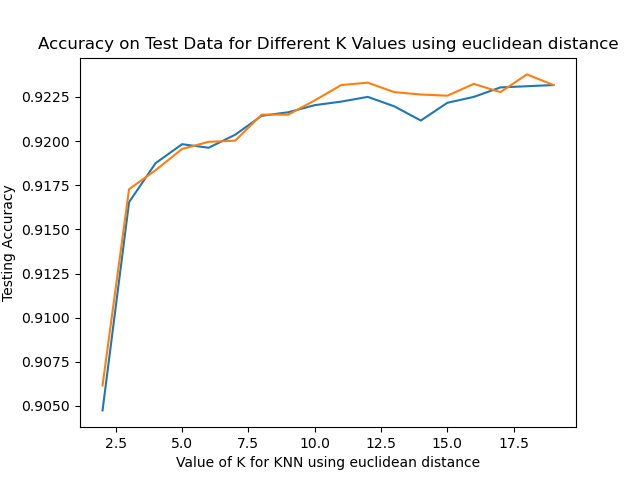 Accuracy on Test Data for Different K Values using euclidean distance
0.9225
0.9200
0.9175
0.9150
0.9125
0.9100
0.9075
0.9050
Testing Accuracy
2.5 5.0 7.5 10.0 12.5 15.0 17.5
Value of K for KNN using euclidean distance